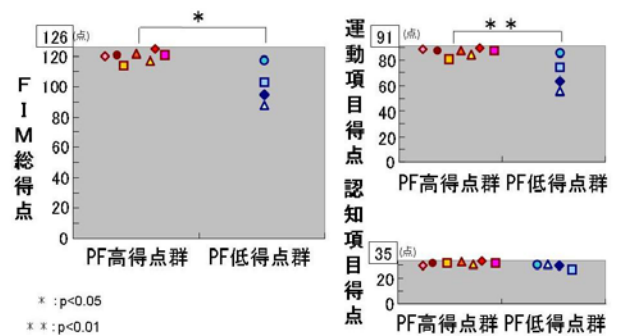 126 (点)
＊
FIM総得点
120
100
80
60
40
20
0
PF高得点群 PF低得点群
＊:p<0.05
＊＊:p<0.01
91 (点)
＊＊
運動項目得点
80
60
40
20
0
PF高得点群 PF低得点群
35 (点)
認知項目得点
20
0
PF高得点群 PF低得点群